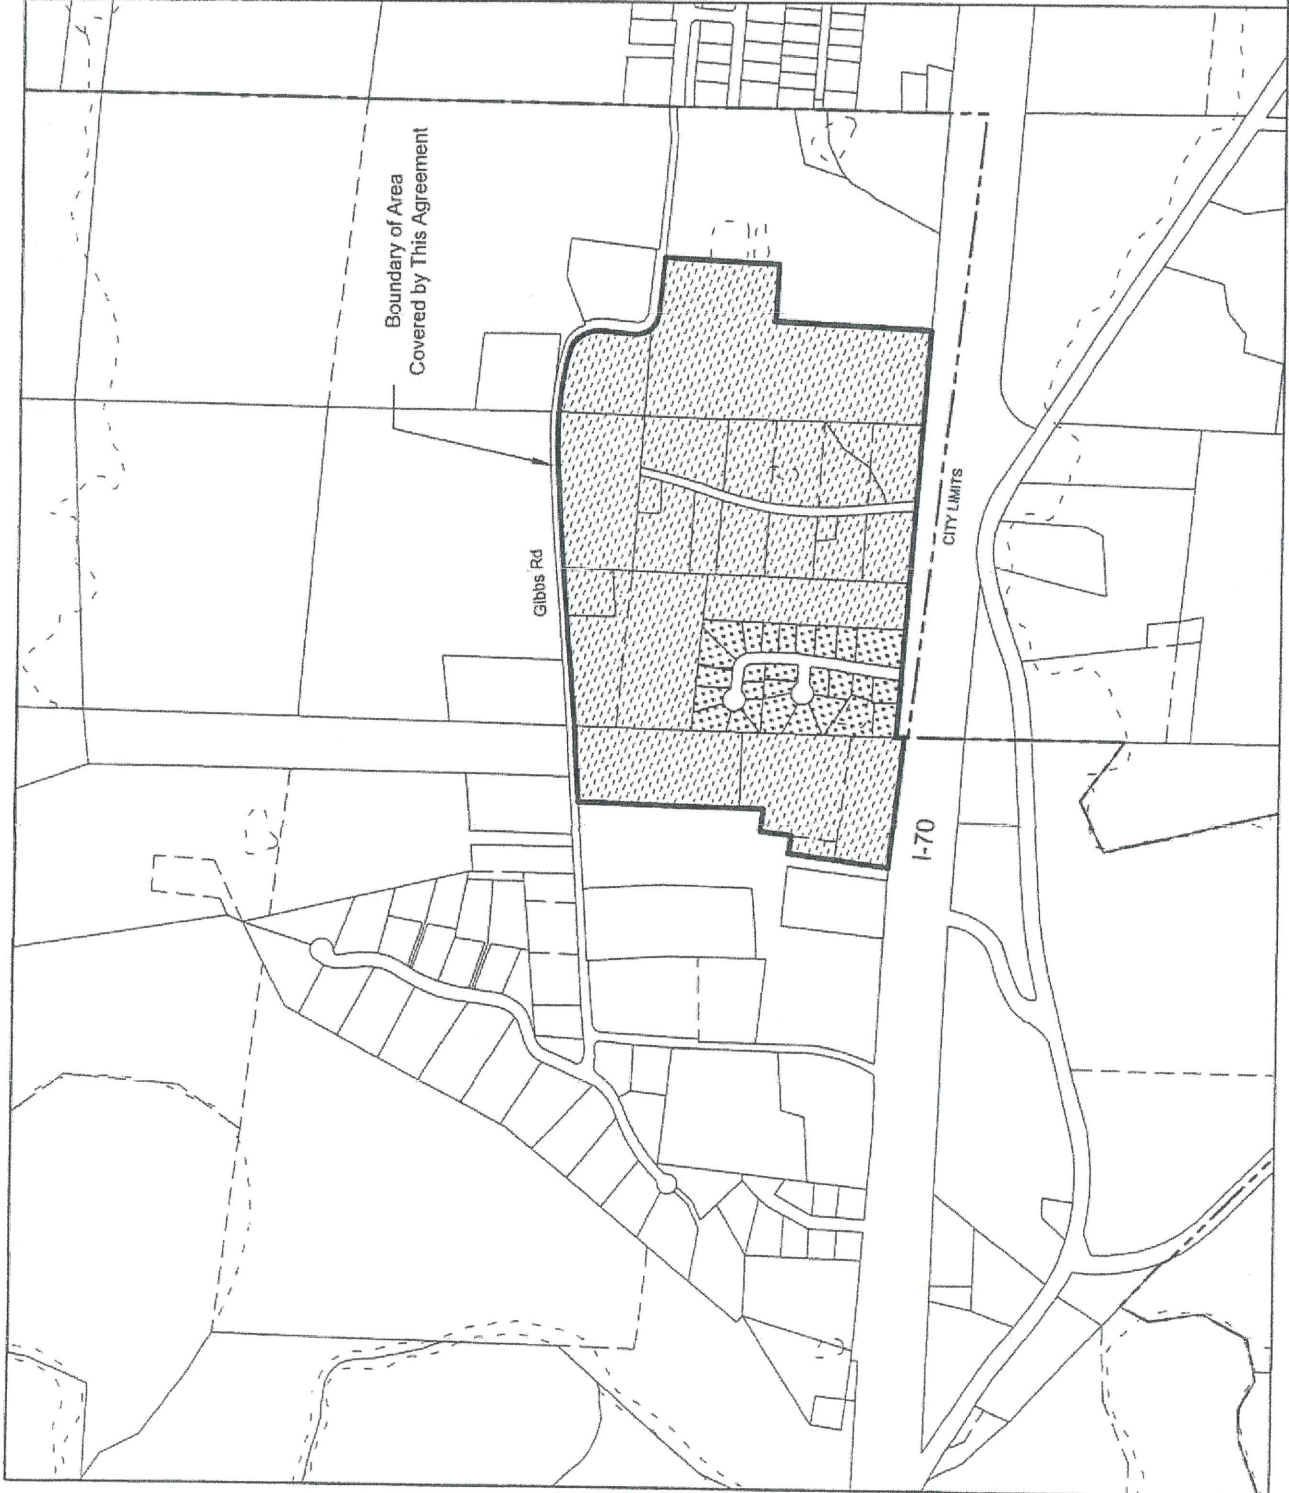 Boundary of Area
Covered by This Agreement
Gibbs Rd
CITY LIMITS
I-70